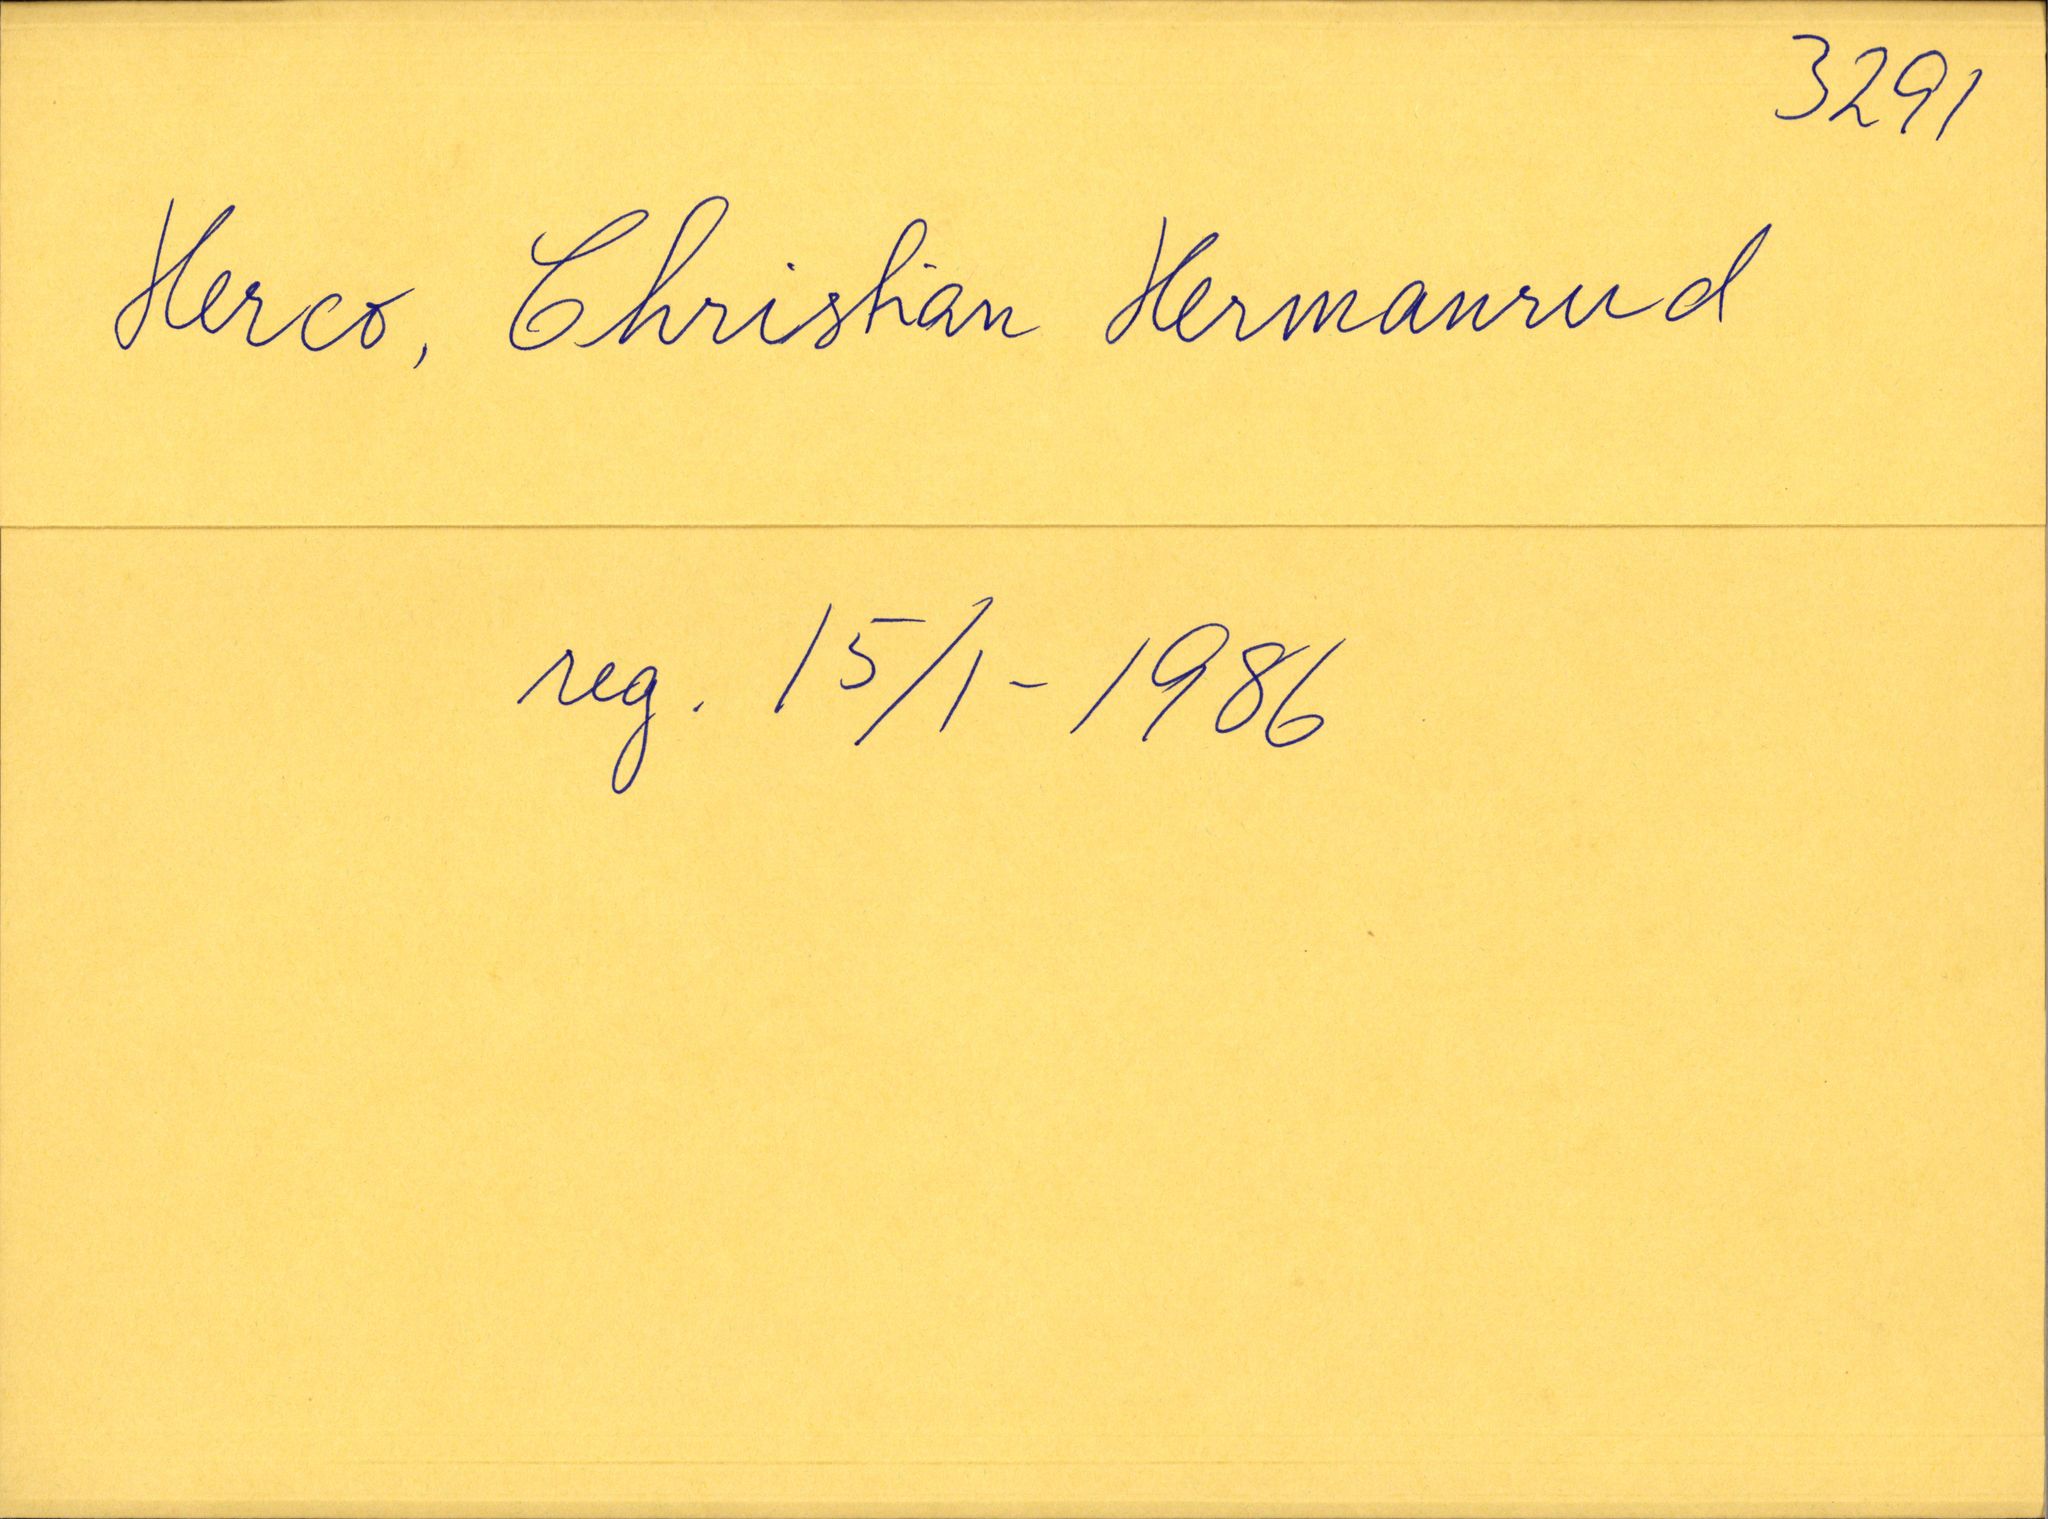 3291
Herco, Christian Hermanrud
reg. 15/1-1986